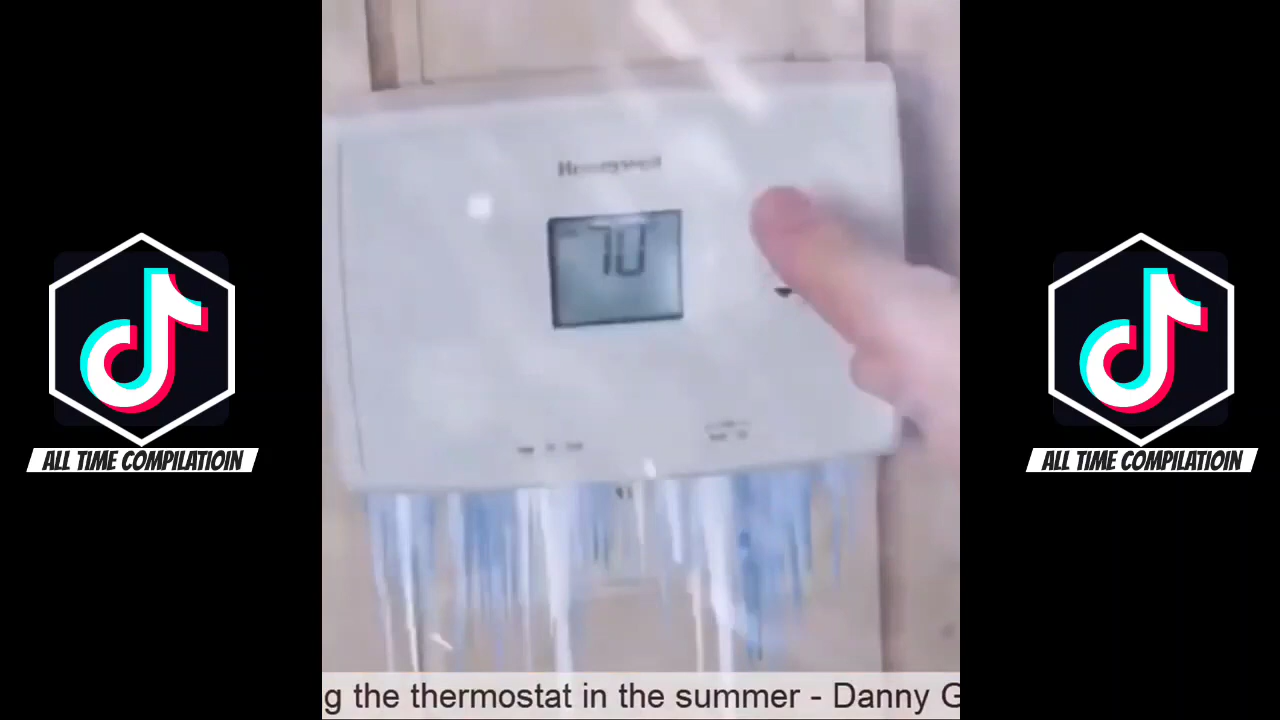 Honeywell
70
ALL TIME COMPILATIOIN
ALL TIME COMPILATIOIN
g the thermostat in the summer - Danny G